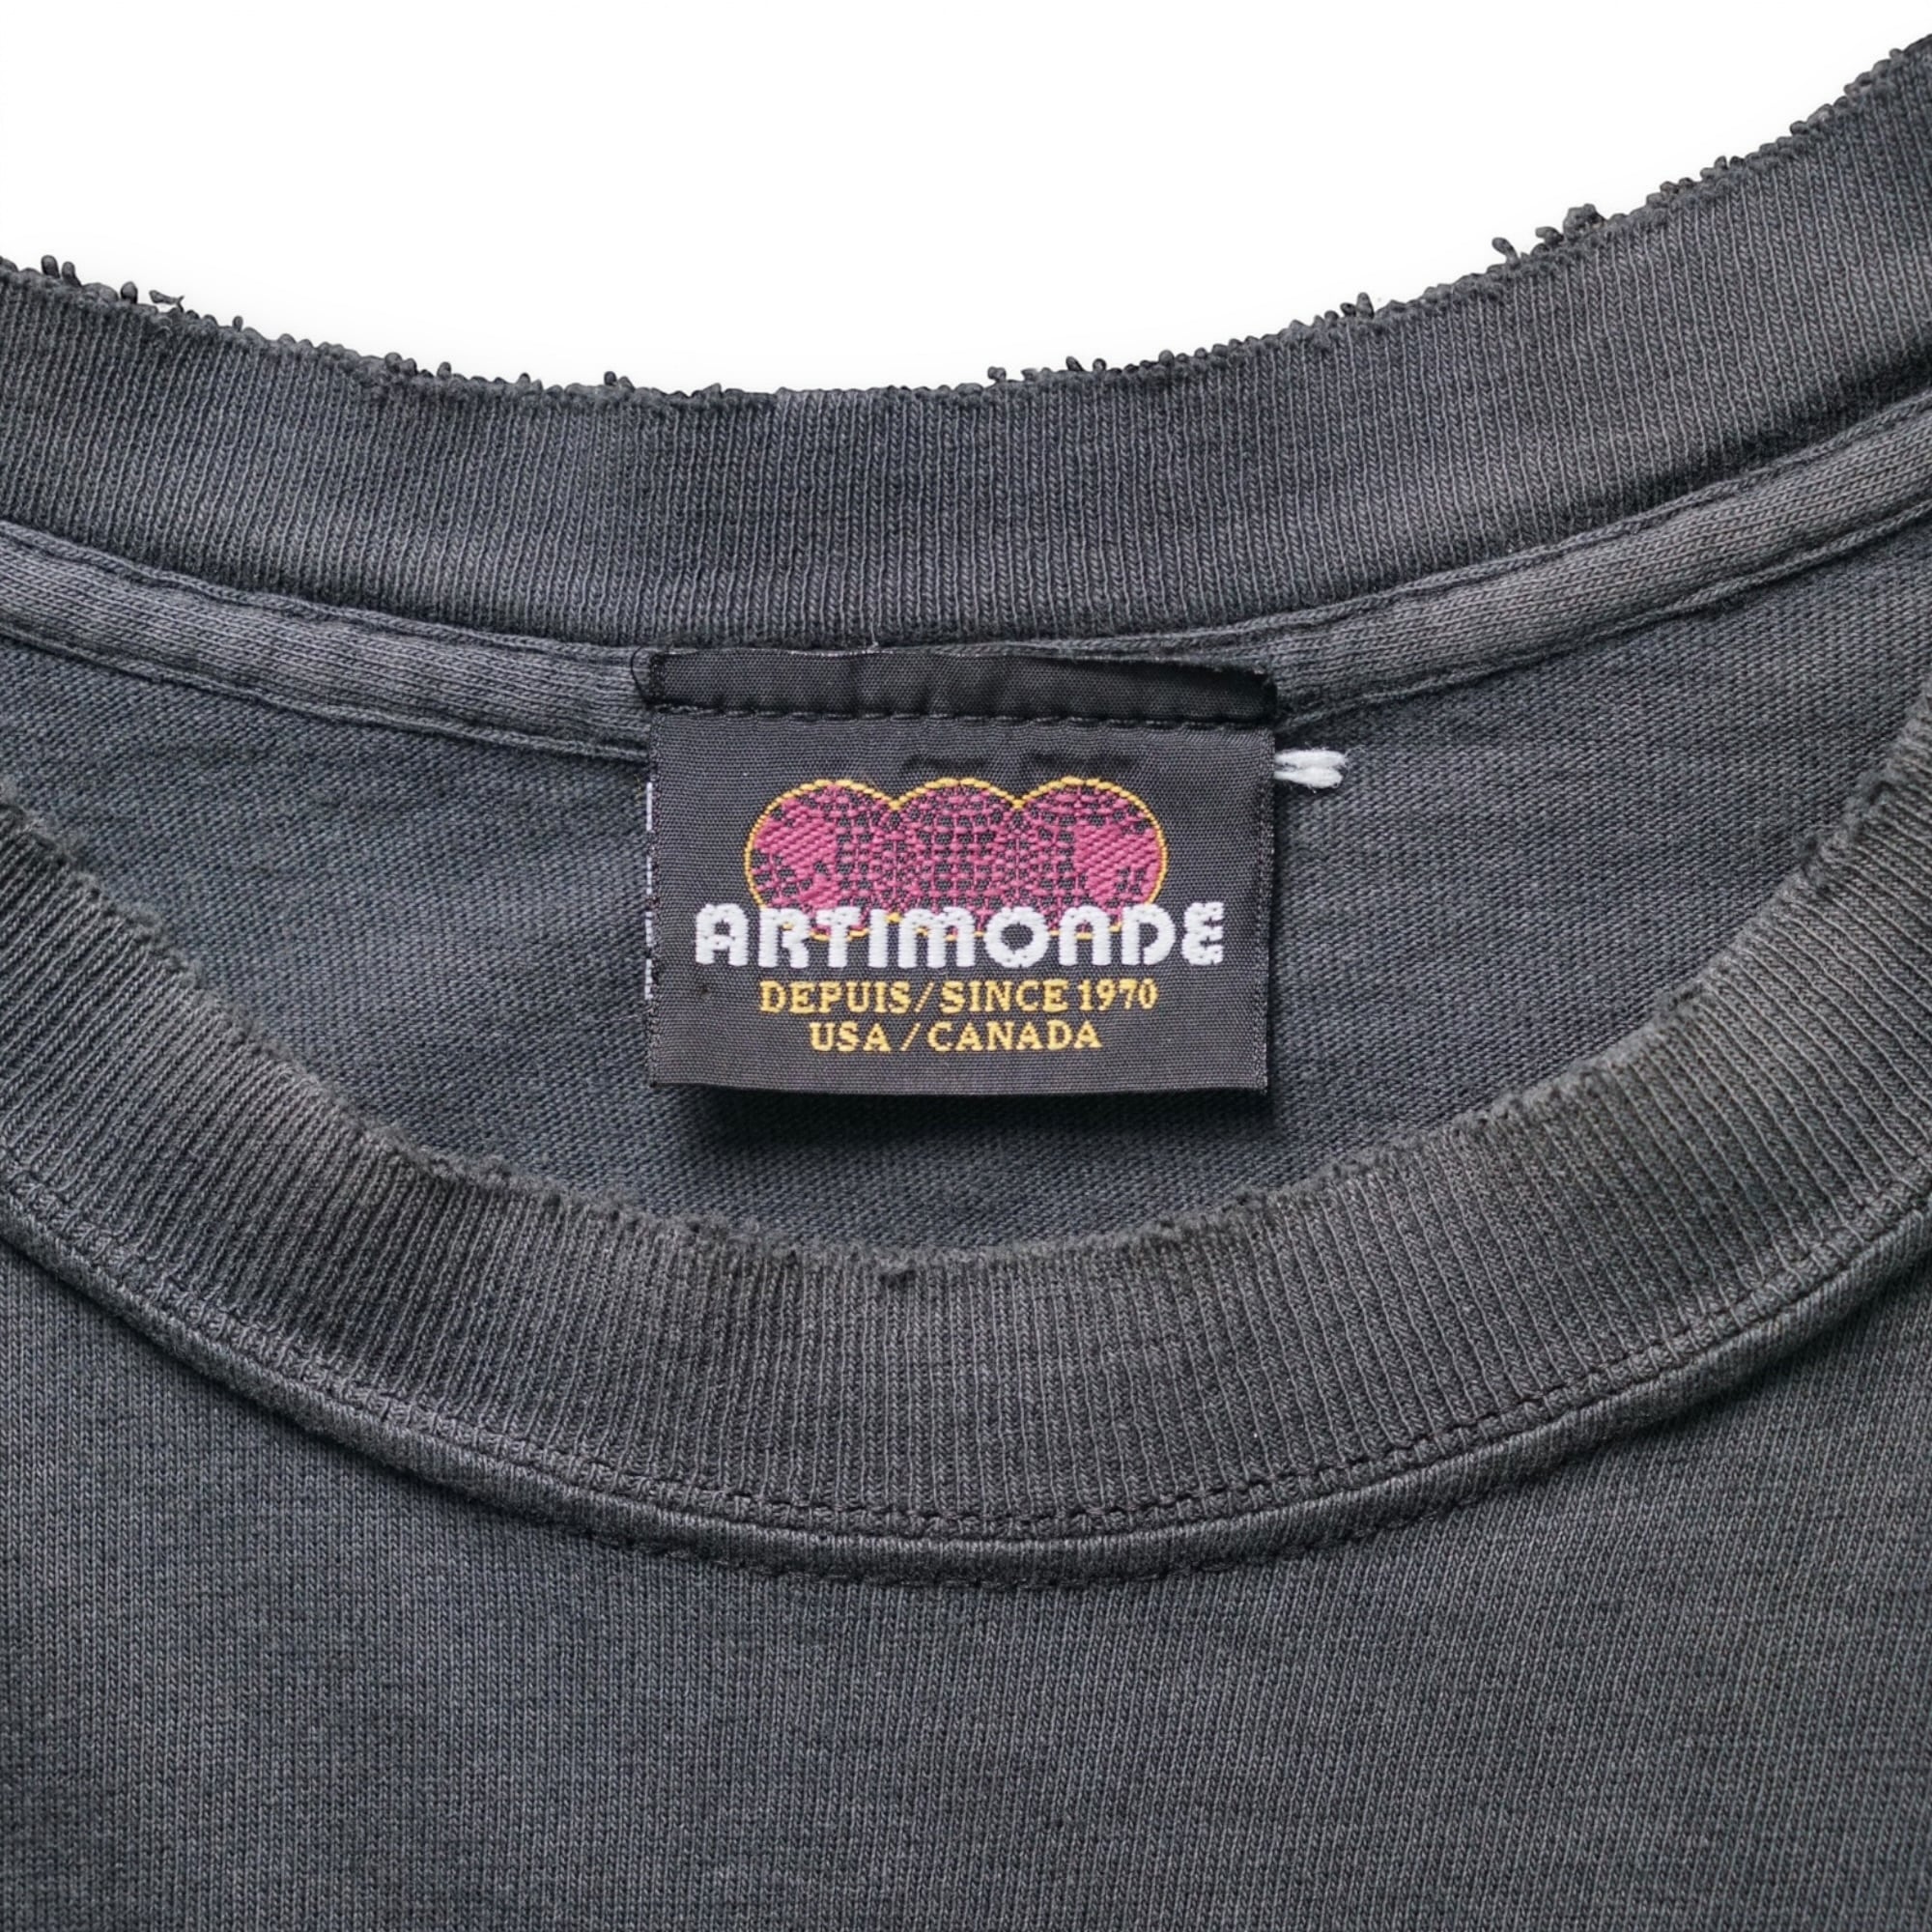 ARTIMONDE
DEPUIS/SINCE 1970
USA/CANADA